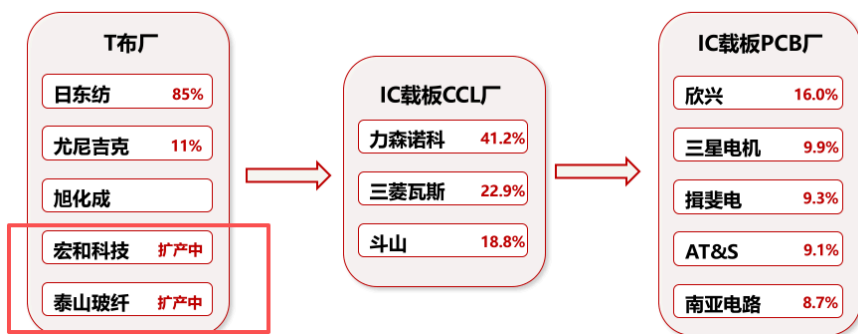 T布厂
日东纺 85%
尤尼吉克 11%
旭化成
宏和科技 扩产中
泰山玻纤 扩产中
IC载板CCL厂
力森诺科 41.2%
三菱瓦斯 22.9%
斗山 18.8%
IC载板PCB厂
欣兴 16.0%
三星电机 9.9%
揖斐电 9.3%
AT&S 9.1%
南亚电路 8.7%